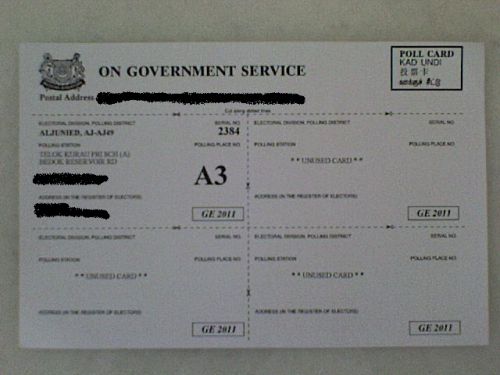 ON GOVERNMENT SERVICE
POLL CARD
KAD UNDI
投票卡
வாக்குச் சீட்டு
Postal Address
Cut along dotted lines
ELECTORAL DIVISION, POLLING DISTRICT
SERIAL NO.
ALJUNIED, AJ-AJ49
2384
POLLING STATION
POLLING PLACE NO.
TELOK KURAU PRI SCH (A)
BEDOK RESERVOIR RD
A3
ADDRESS (IN THE REGISTER OF ELECTORS)
GE 2011
ELECTORAL DIVISION, POLLING DISTRICT
SERIAL NO.
POLLING STATION
POLLING PLACE NO.
* * UNUSED CARD * *
ADDRESS (IN THE REGISTER OF ELECTORS)
GE 2011
ELECTORAL DIVISION, POLLING DISTRICT
SERIAL NO.
POLLING STATION
POLLING PLACE NO.
* * UNUSED CARD * *
ADDRESS (IN THE REGISTER OF ELECTORS)
GE 2011
ELECTORAL DIVISION, POLLING DISTRICT
SERIAL NO.
POLLING STATION
POLLING PLACE NO.
* * UNUSED CARD * *
ADDRESS (IN THE REGISTER OF ELECTORS)
GE 2011